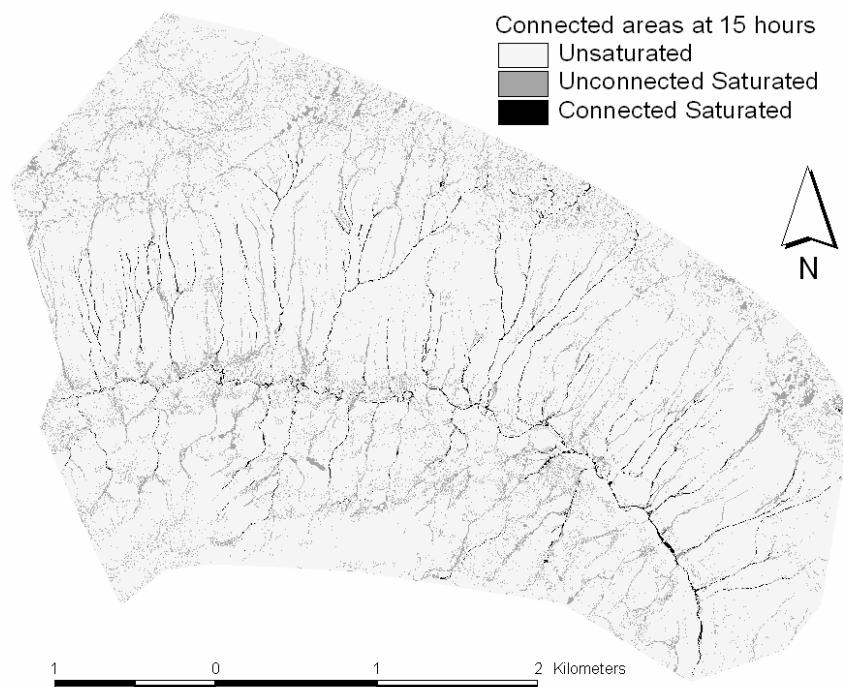 Connected areas at 15 hours
Unsaturated
Unconnected Saturated
Connected Saturated
N
1 0 1 2 Kilometers